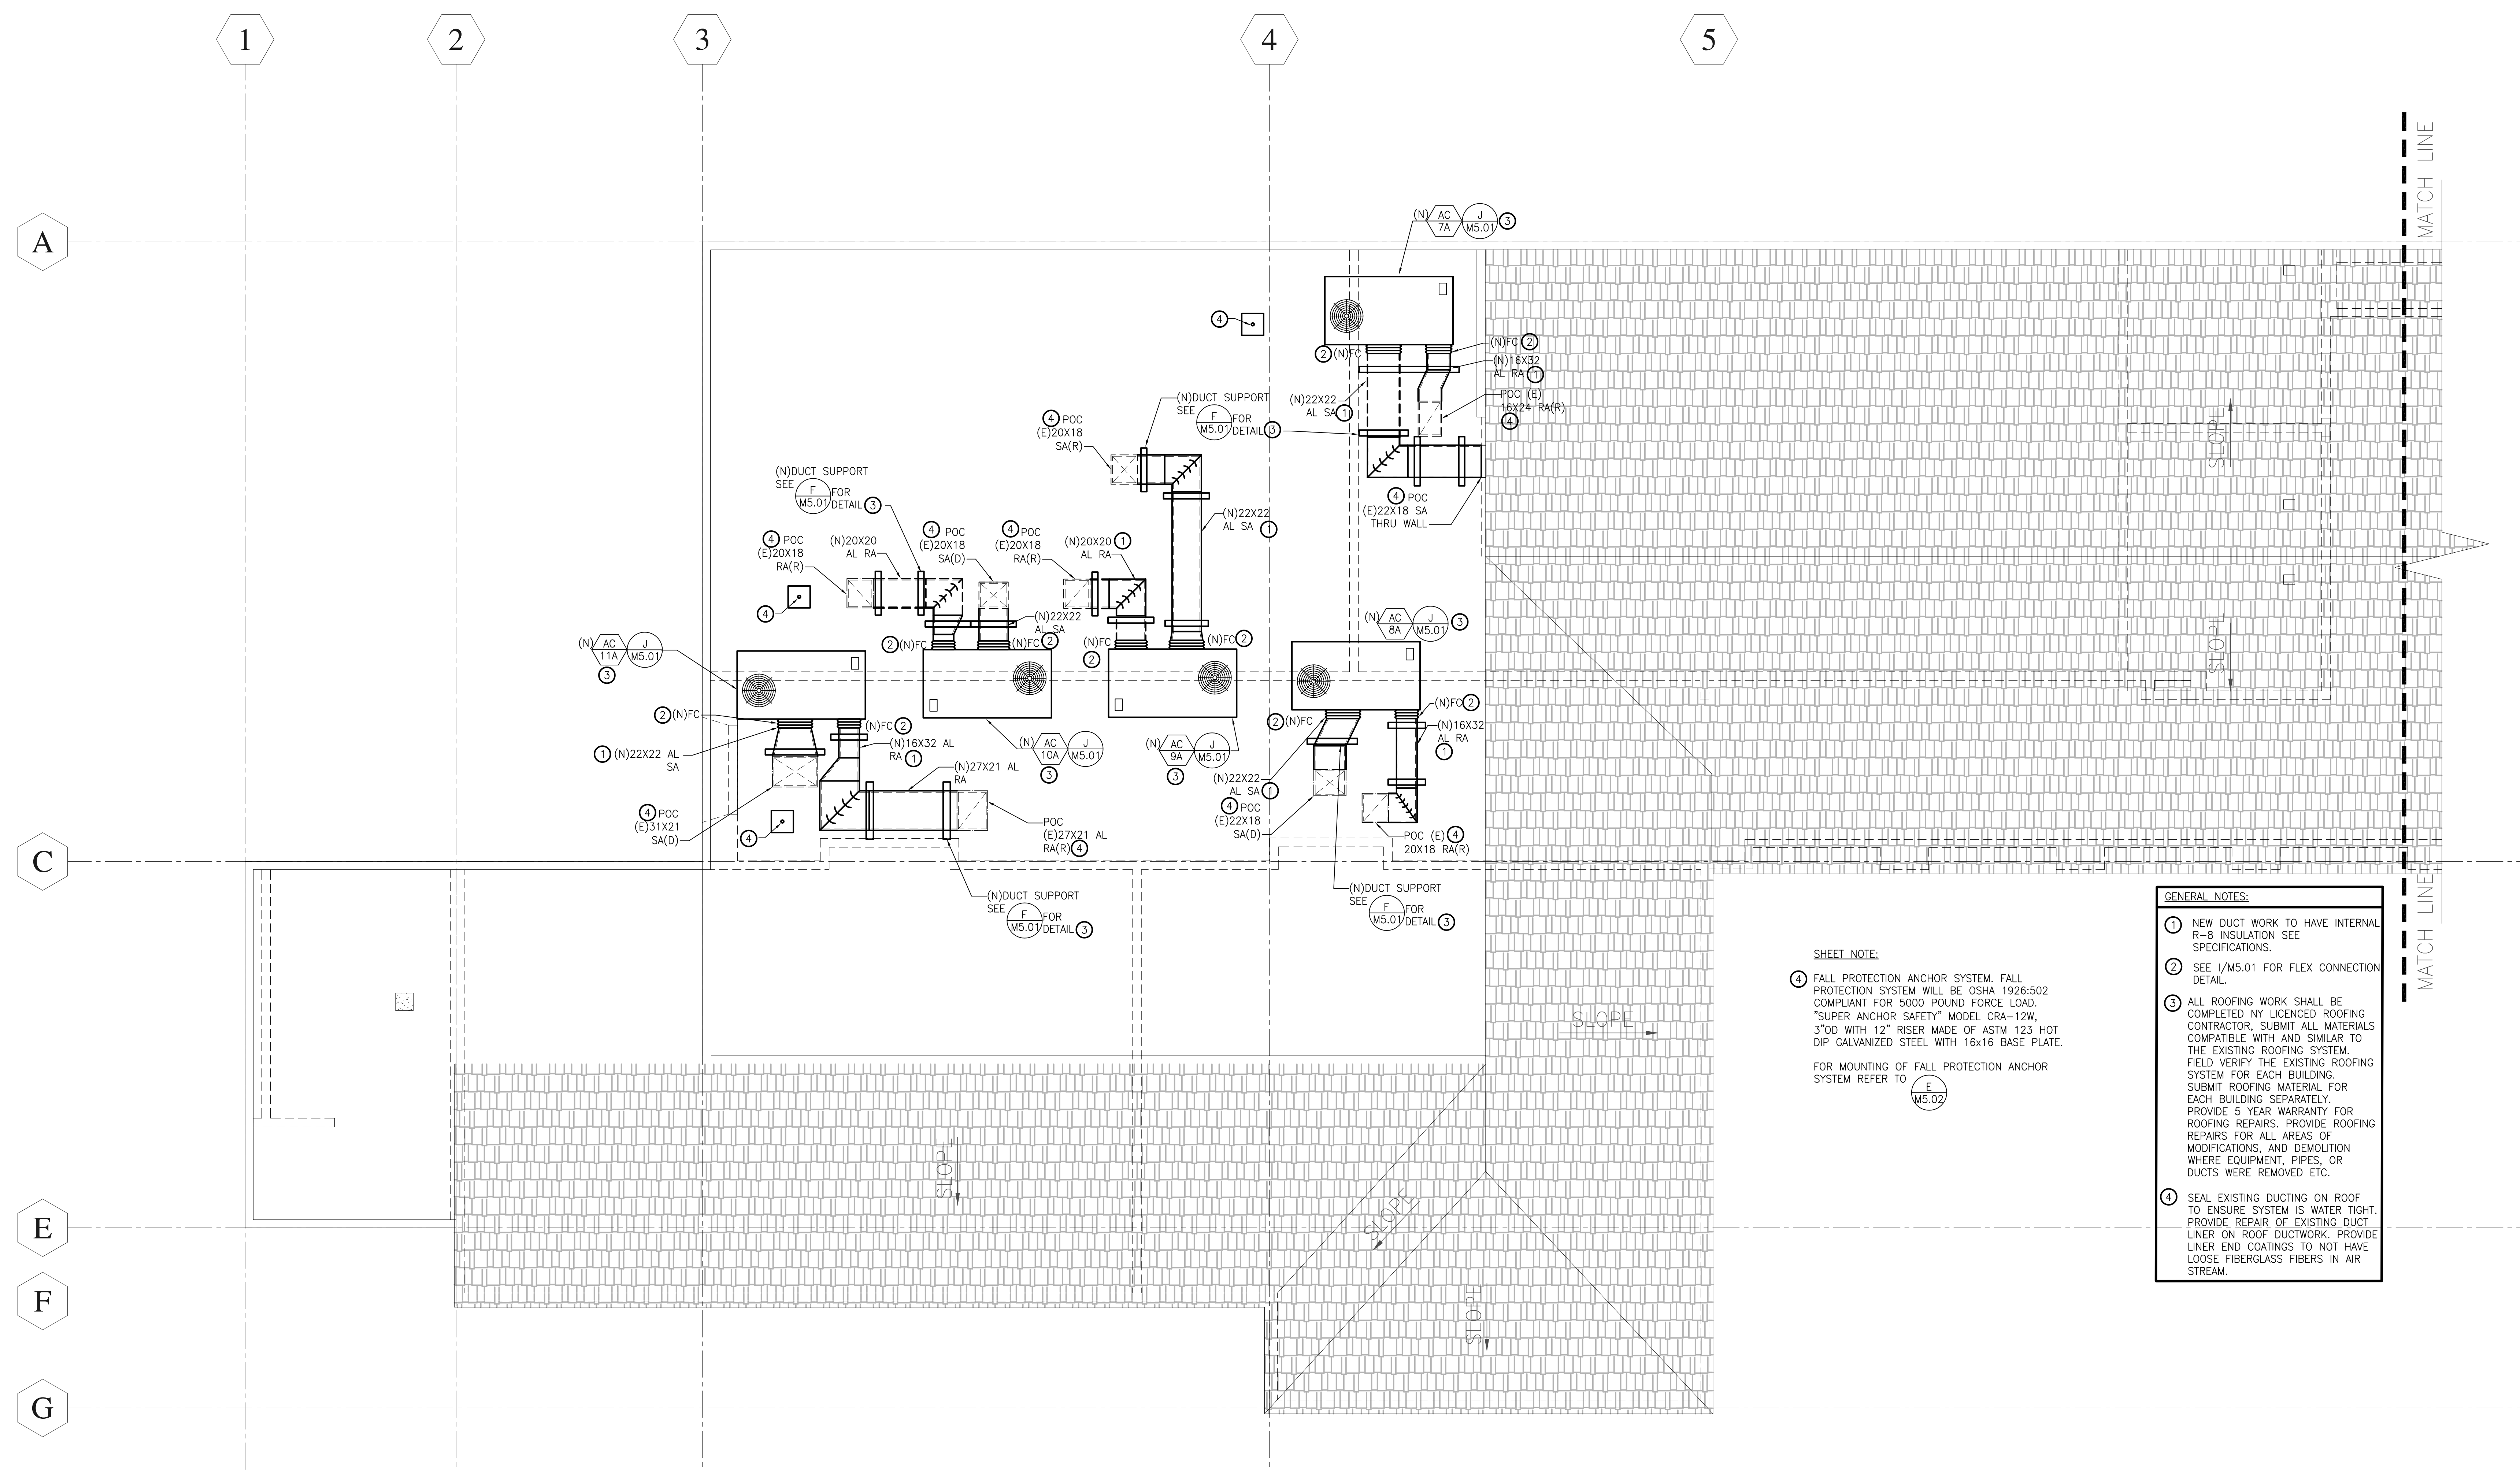 1
2
3
4
5
A
C
E
F
G
MATCH LINE
(N)
AC
7A
J
M5.01
3
4
2 (N)FC
(N)FC 2
(N)16X32
AL RA 1
(N)22X22
AL SA 1
POC (E)
16X24 RA(R)
4
(N)DUCT SUPPORT
SEE
F
M5.01
FOR
DETAIL 3
4 POC
(E)20X18
SA(R)
4 POC
(E)22X18 SA
THRU WALL
(N)DUCT SUPPORT
SEE
F
M5.01
FOR
DETAIL 3
(N)22X22
AL SA 1
4 POC
(E)20X18
RA(R)
(N)20X20
AL RA
4 POC
(E)20X18
SA(D)
4 POC
(E)20X18
RA(R)
(N)20X20 1
AL RA
4
(N)22X22
AL SA
2 (N)FC
(N)FC 2
(N)FC
2
(N)FC 2
(N)
AC
8A
J
M5.01
3
(N)
AC
11A
J
M5.01
3
2 (N)FC
(N)FC 2
1 (N)22X22 AL
SA
(N)16X32 AL
RA 1
(N)27X21 AL
RA
(N)
AC
10A
J
M5.01
3
(N)
AC
9A
J
M5.01
3
2 (N)FC
(N)FC 2
(N)16X32
AL RA
1
(N)22X22
AL SA 1
4 POC
(E)22X18
SA(D)
4 POC
(E)31X21
SA(D)
4
POC
(E)27X21 AL
RA(R) 4
POC (E) 4
20X18 RA(R)
(N)DUCT SUPPORT
SEE
F
M5.01
FOR
DETAIL 3
(N)DUCT SUPPORT
SEE
F
M5.01
FOR
DETAIL 3
SLOPE
SLOPE
SLOPE
SLOPE
SLOPE
SLOPE
SHEET NOTE:
4 FALL PROTECTION ANCHOR SYSTEM. FALL
PROTECTION SYSTEM WILL BE OSHA 1926:502
COMPLIANT FOR 5000 POUND FORCE LOAD.
"SUPER ANCHOR SAFETY" MODEL CRA-12W,
3"OD WITH 12" RISER MADE OF ASTM 123 HOT
DIP GALVANIZED STEEL WITH 16x16 BASE PLATE.
FOR MOUNTING OF FALL PROTECTION ANCHOR
SYSTEM REFER TO
E
M5.02
GENERAL NOTES:
1 NEW DUCT WORK TO HAVE INTERNAL
R-8 INSULATION SEE
SPECIFICATIONS.
2 SEE I/M5.01 FOR FLEX CONNECTION
DETAIL.
3 ALL ROOFING WORK SHALL BE
COMPLETED NY LICENCED ROOFING
CONTRACTOR, SUBMIT ALL MATERIALS
COMPATIBLE WITH AND SIMILAR TO
THE EXISTING ROOFING SYSTEM.
FIELD VERIFY THE EXISTING ROOFING
SYSTEM FOR EACH BUILDING.
SUBMIT ROOFING MATERIAL FOR
EACH BUILDING SEPARATELY.
PROVIDE 5 YEAR WARRANTY FOR
ROOFING REPAIRS. PROVIDE ROOFING
REPAIRS FOR ALL AREAS OF
MODIFICATIONS, AND DEMOLITION
WHERE EQUIPMENT, PIPES, OR
DUCTS WERE REMOVED ETC.
4 SEAL EXISTING DUCTING ON ROOF
TO ENSURE SYSTEM IS WATER TIGHT.
PROVIDE REPAIR OF EXISTING DUCT
LINER ON ROOF DUCTWORK. PROVIDE
LINER END COATINGS TO NOT HAVE
LOOSE FIBERGLASS FIBERS IN AIR
STREAM.
MATCH LINE